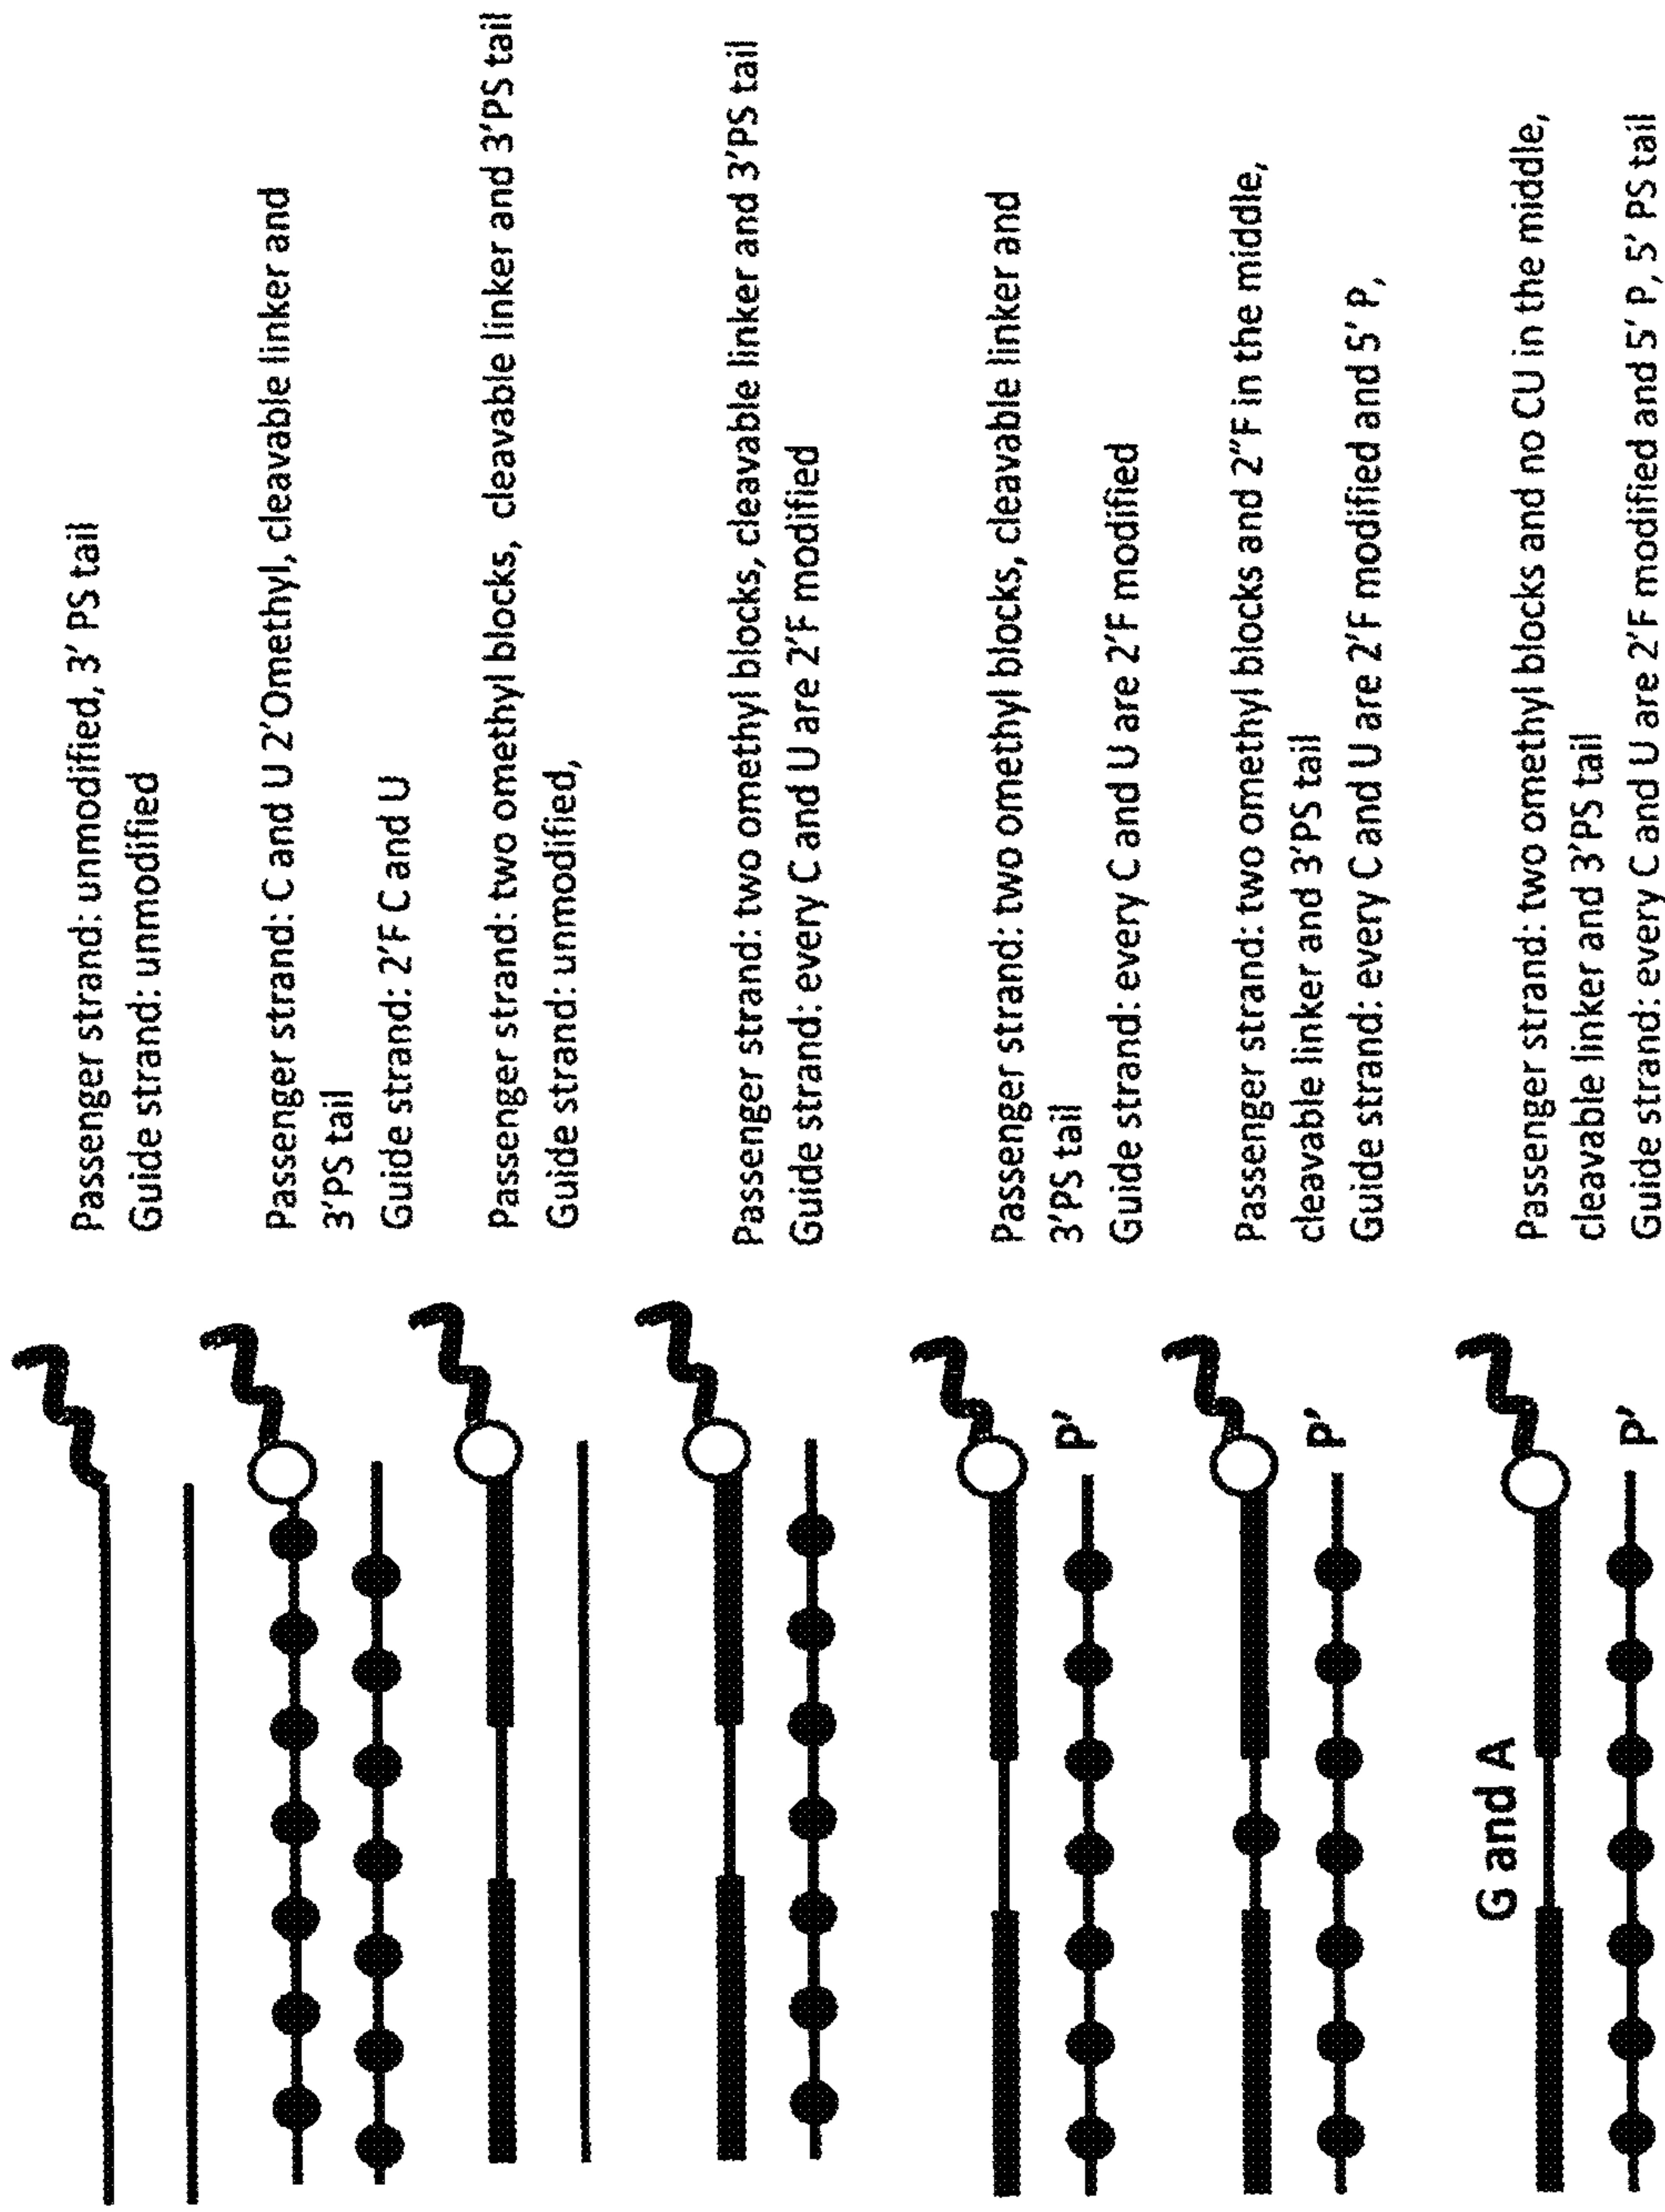 Passenger strand: unmodified, 3' PS tail
Guide strand: unmodified
Passenger strand: C and U 2'Omethyl, cleavable linker and
3'PS tail
Guide strand: 2'F C and U
Passenger strand: two omethyl blocks, cleavable linker and 3'PS tail
Guide strand: unmodified,
Passenger strand: two omethyl blocks, cleavable linker and 3'PS tail
Guide strand: every C and U are 2'F modified
P'
Passenger strand: two omethyl blocks, cleavable linker and
3'PS tail
Guide strand: every C and U are 2'F modified
P'
Passenger strand: two omethyl blocks and 2"F in the middle,
cleavable linker and 3'PS tail
Guide strand: every C and U are 2'F modified and 5' P,
G and A
P'
Passenger strand: two omethyl blocks and no CU in the middle,
cleavable linker and 3'PS tail
Guide strand: every C and U are 2'F modified and 5' P, 5' PS tail